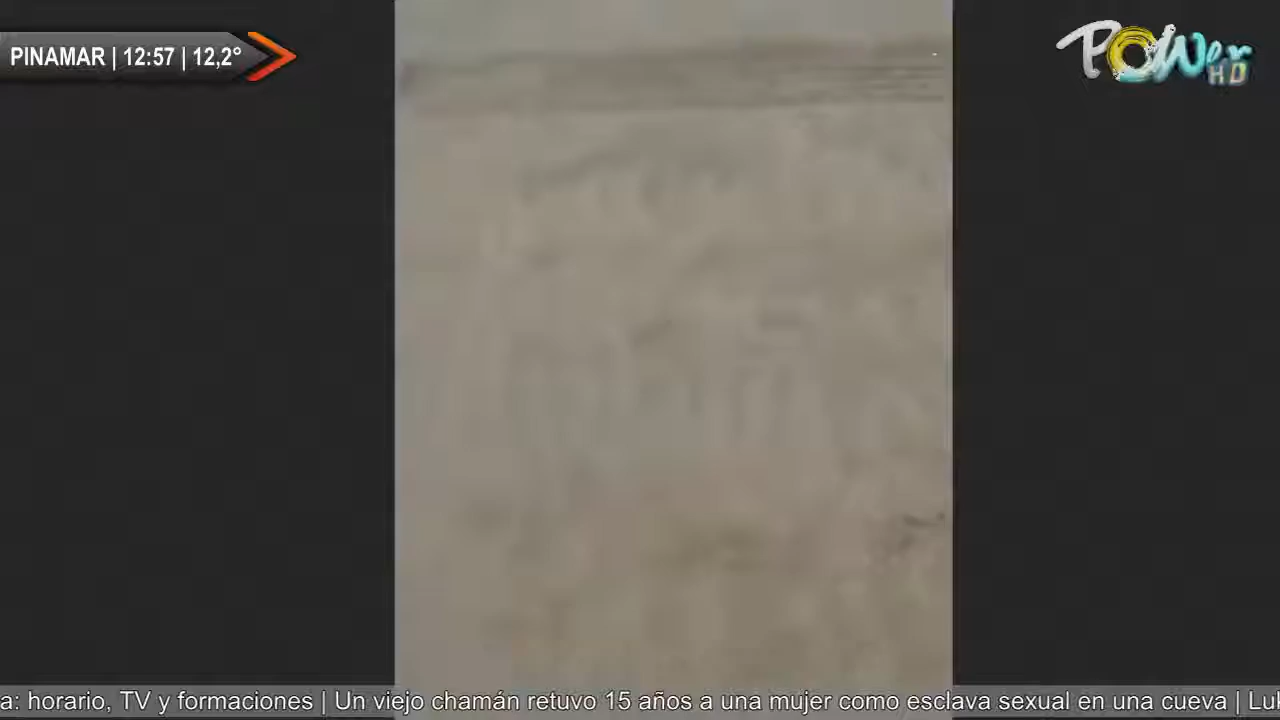 PINAMAR | 12:57 | 12,2°
POWer
HD
a: horario, TV y formaciones | Un viejo chamán retuvo 15 años a una mujer como esclava sexual en una cueva | Lu